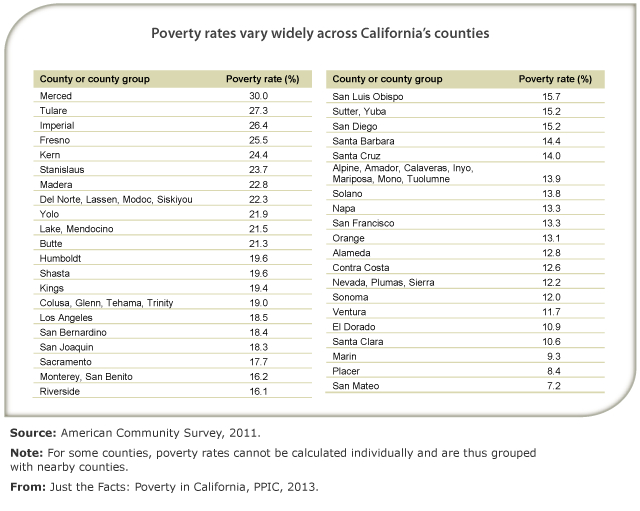 Poverty rates vary widely across California's counties
County or county group Poverty rate (%)
Merced 30.0
Tulare 27.3
Imperial 26.4
Fresno 25.5
Kern 24.4
Stanislaus 23.7
Madera 22.8
Del Norte, Lassen, Modoc, Siskiyou 22.3
Yolo 21.9
Lake, Mendocino 21.5
Butte 21.3
Humboldt 19.6
Shasta 19.6
Kings 19.4
Colusa, Glenn, Tehama, Trinity 19.0
Los Angeles 18.5
San Bernardino 18.4
San Joaquin 18.3
Sacramento 17.7
Monterey, San Benito 16.2
Riverside 16.1
County or county group Poverty rate (%)
San Luis Obispo 15.7
Sutter, Yuba 15.2
San Diego 15.2
Santa Barbara 14.4
Santa Cruz 14.0
Alpine, Amador, Calaveras, Inyo,
Mariposa, Mono, Tuolumne 13.9
Solano 13.8
Napa 13.3
San Francisco 13.3
Orange 13.1
Alameda 12.8
Contra Costa 12.6
Nevada, Plumas, Sierra 12.2
Sonoma 12.0
Ventura 11.7
El Dorado 10.9
Santa Clara 10.6
Marin 9.3
Placer 8.4
San Mateo 7.2
Source: American Community Survey, 2011.
Note: For some counties, poverty rates cannot be calculated individually and are thus grouped
with nearby counties.
From: Just the Facts: Poverty in California, PPIC, 2013.